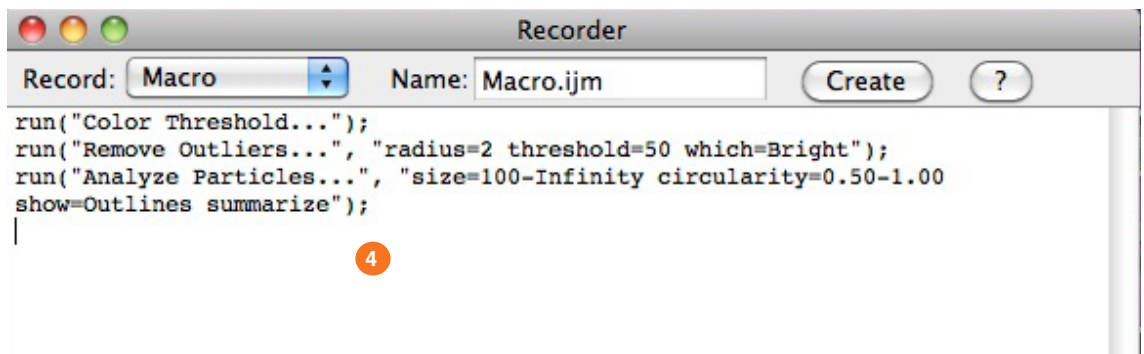 Recorder
Record: Macro Name: Macro.ijm Create ?
run("Color Threshold...");
run("Remove Outliers...", "radius=2 threshold=50 which=Bright");
run("Analyze Particles...", "size=100-Infinity circularity=0.50-1.00
show=Outlines summarize");
4